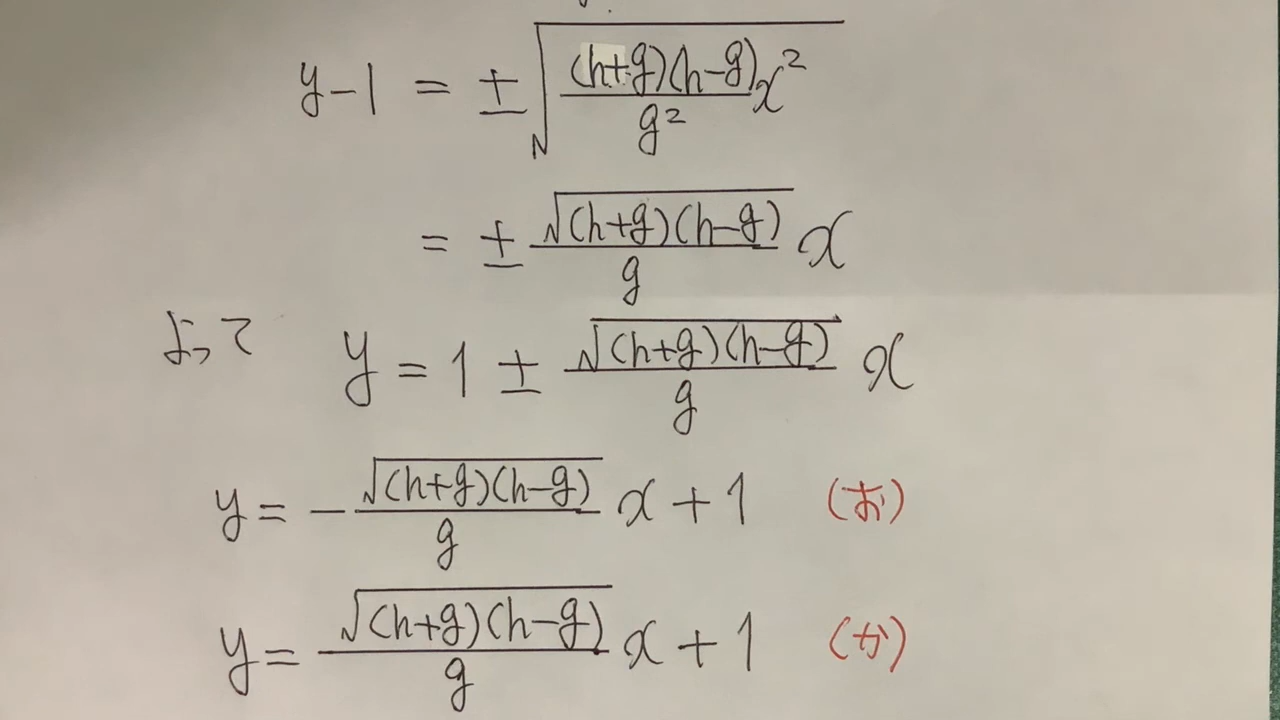 y-1 = ±√((h+g)(h-g)/g² x²)
= ±√((h+g)(h-g))/g x
よって y = 1 ± √((h+g)(h-g))/g x
y = -√((h+g)(h-g))/g x + 1 (お)
y = √((h+g)(h-g))/g x + 1 (か)